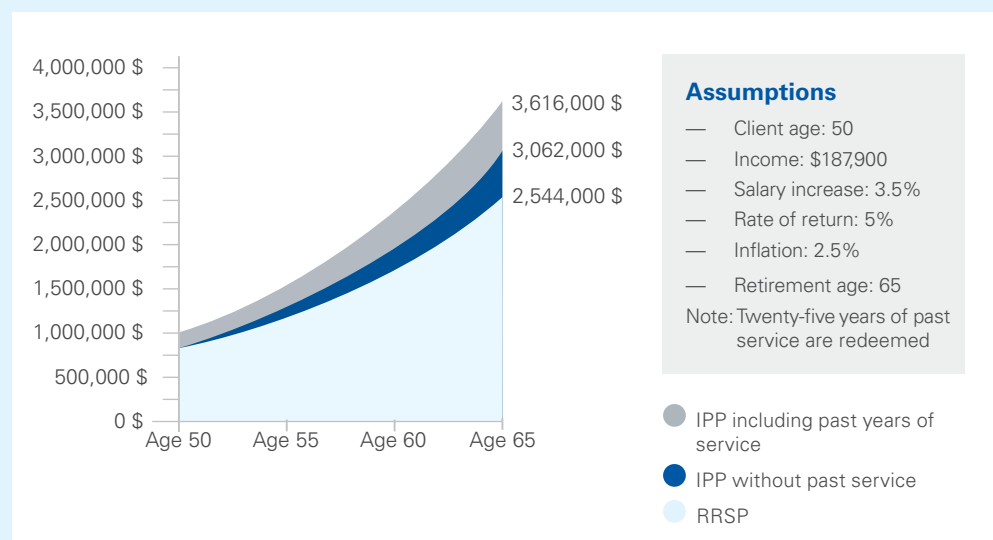 4,000,000 $
3,500,000 $
3,000,000 $
2,500,000 $
2,000,000 $
1,500,000 $
1,000,000 $
500,000 $
0 $
Age 50
Age 55
Age 60
Age 65
3,616,000 $
3,062,000 $
2,544,000 $
Assumptions
— Client age: 50
— Income: $187,900
— Salary increase: 3.5%
— Rate of return: 5%
— Inflation: 2.5%
— Retirement age: 65
Note: Twenty-five years of past
service are redeemed
IPP including past years of
service
IPP without past service
RRSP